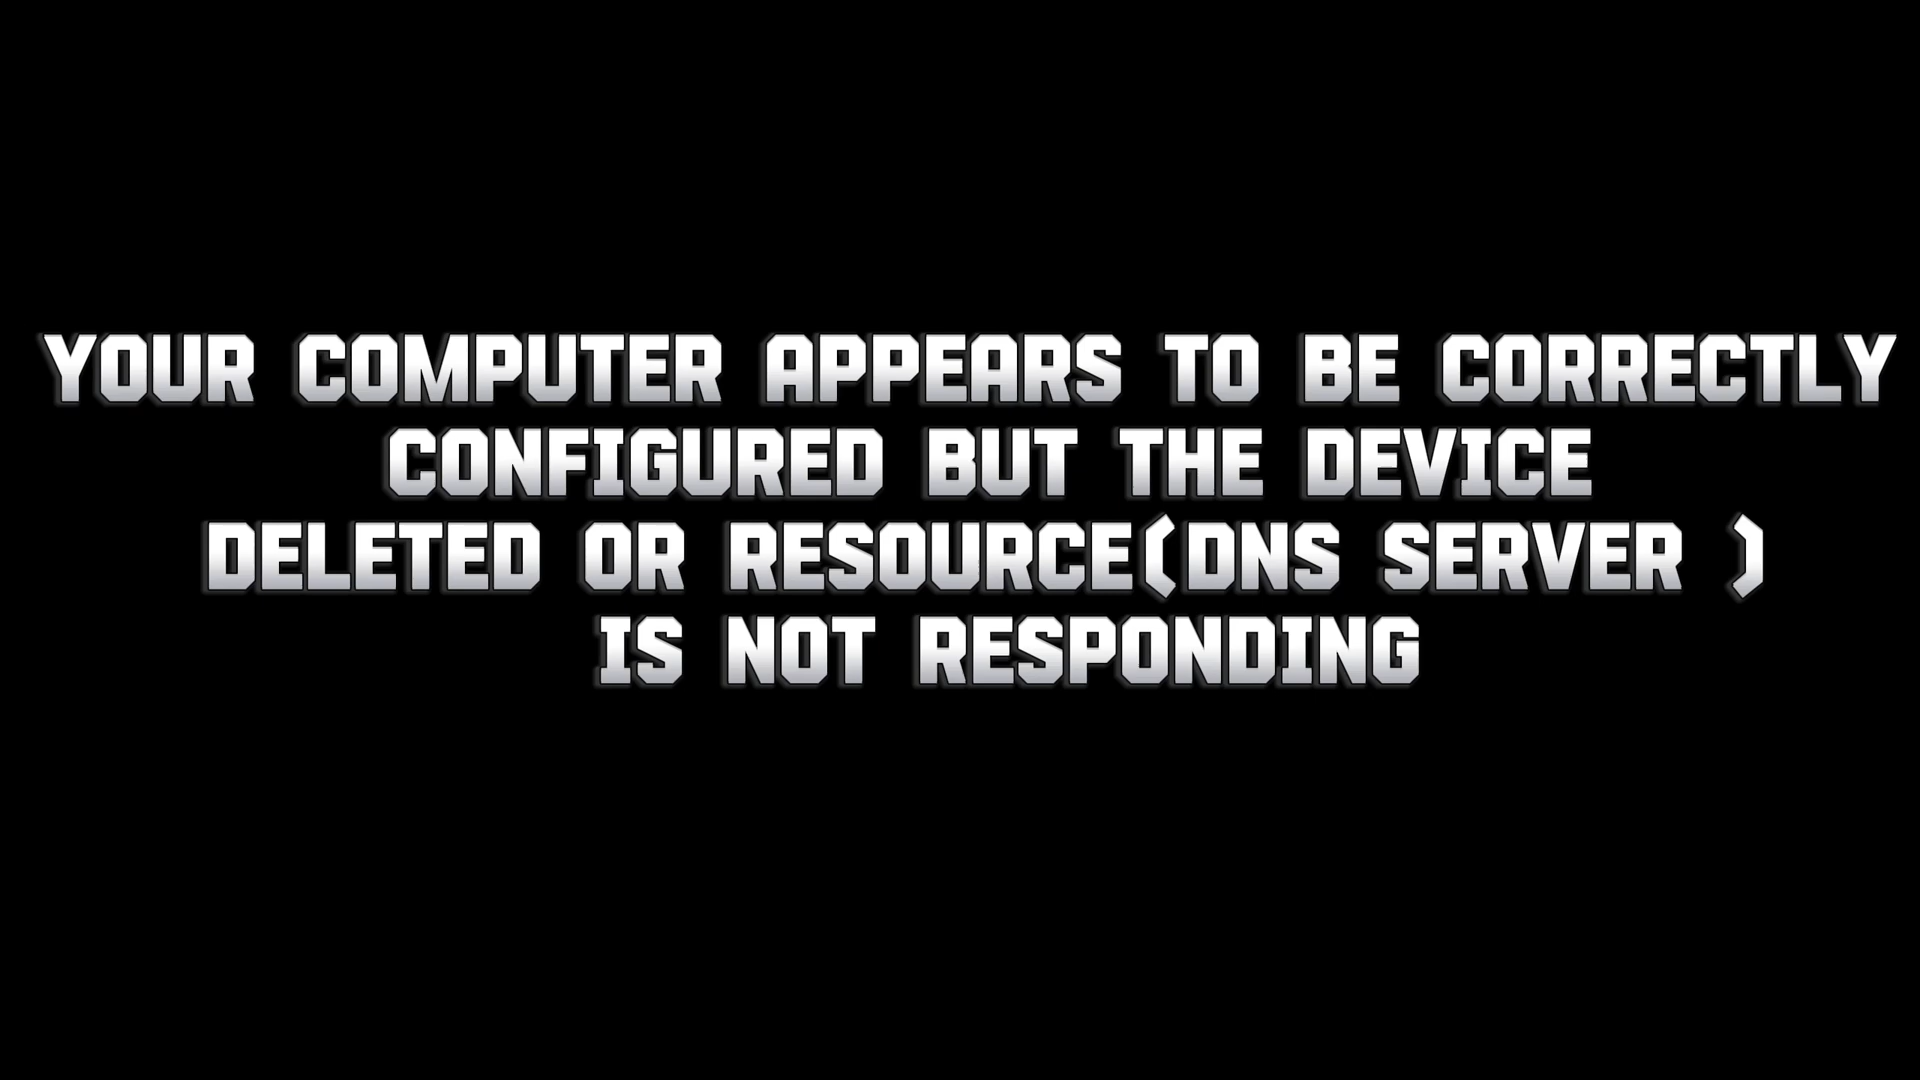 YOUR COMPUTER APPEARS TO BE CORRECTLY
CONFIGURED BUT THE DEVICE
DELETED OR RESOURCE(DNS SERVER )
IS NOT RESPONDING